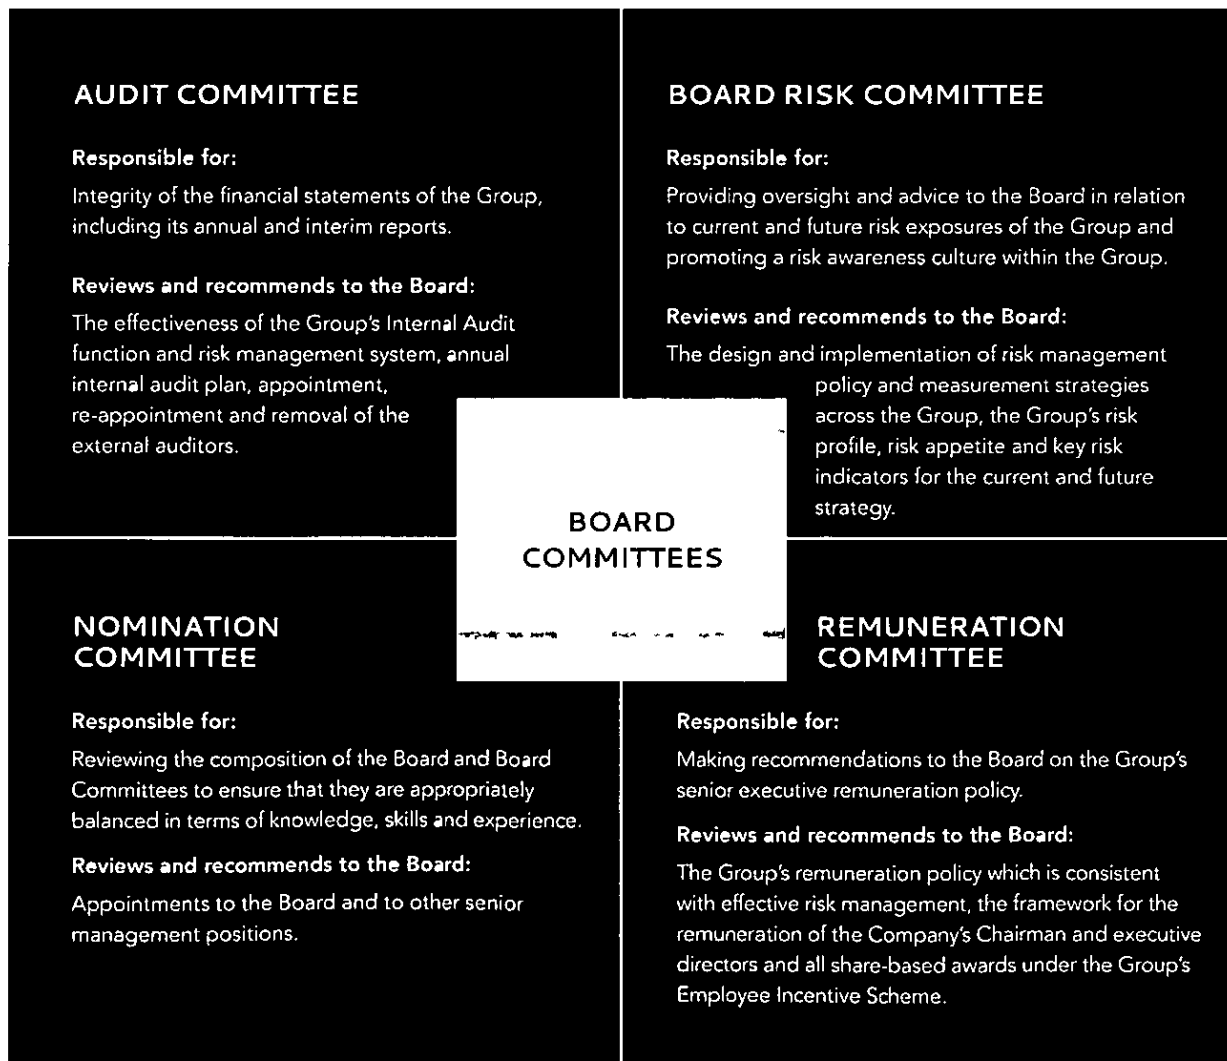 AUDIT COMMITTEE
Responsible for:
Integrity of the financial statements of the Group,
including its annual and interim reports.
Reviews and recommends to the Board:
The effectiveness of the Group's Internal Audit
function and risk management system, annual
internal audit plan, appointment,
re-appointment and removal of the
external auditors.
BOARD RISK COMMITTEE
Responsible for:
Providing oversight and advice to the Board in relation
to current and future risk exposures of the Group and
promoting a risk awareness culture within the Group.
Reviews and recommends to the Board:
The design and implementation of risk management
policy and measurement strategies
across the Group, the Group's risk
profile, risk appetite and key risk
indicators for the current and future
strategy.
BOARD
COMMITTEES
NOMINATION
COMMITTEE
Responsible for:
Reviewing the composition of the Board and Board
Committees to ensure that they are appropriately
balanced in terms of knowledge, skills and experience.
Reviews and recommends to the Board:
Appointments to the Board and to other senior
management positions.
REMUNERATION
COMMITTEE
Responsible for:
Making recommendations to the Board on the Group's
senior executive remuneration policy.
Reviews and recommends to the Board:
The Group's remuneration policy which is consistent
with effective risk management, the framework for the
remuneration of the Company's Chairman and executive
directors and all share-based awards under the Group's
Employee Incentive Scheme.